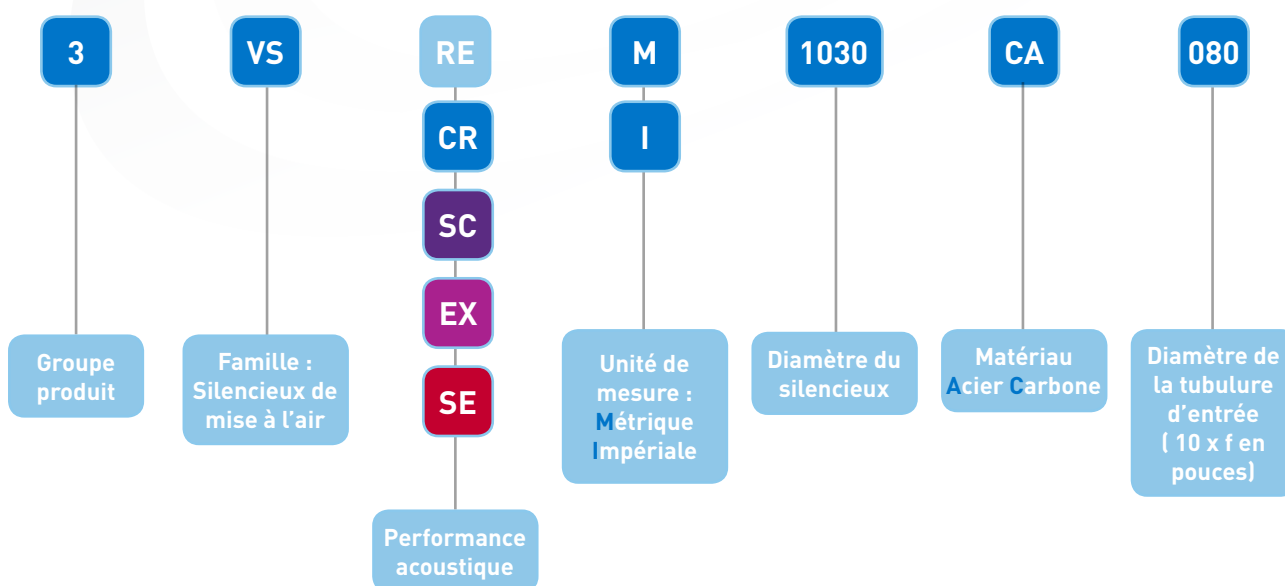 3
VS
RE
CR
SC
EX
SE
M
I
1030
CA
080
Groupe
produit
Famille :
Silencieux de
mise à l’air
Performance
acoustique
Unité de
mesure :
Métrique
Impériale
Diamètre du
silencieux
Matériau
Acier Carbone
Diamètre de
la tubulure
d’entrée
( 10 x f en
pouces)